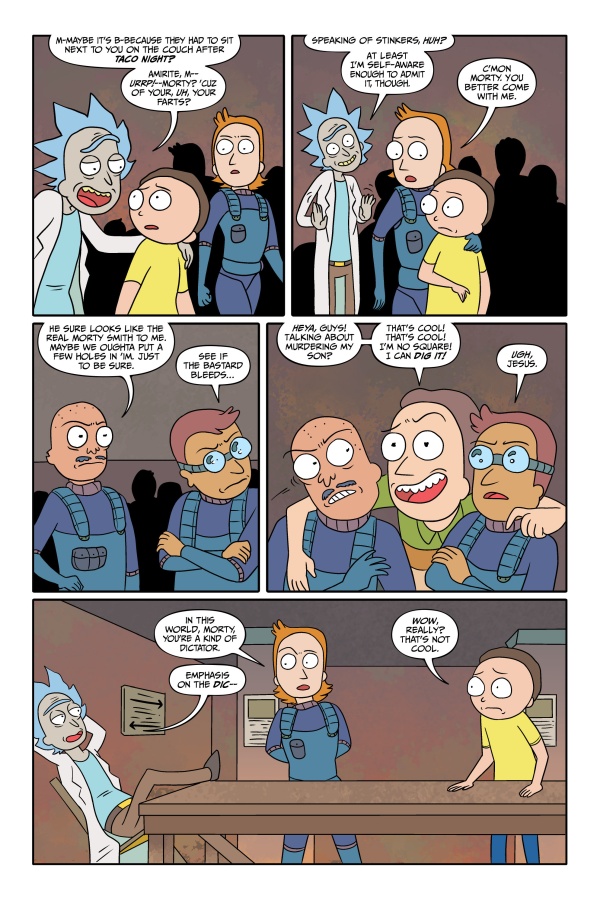 M-MAYBE IT'S B-BECAUSE THEY HAD TO SIT
NEXT TO YOU ON THE COUCH AFTER
TACO NIGHT?
AMIRITE, M--
URRP!--MORTY? 'CUZ
OF YOUR, UH, YOUR
FARTS?
SPEAKING OF STINKERS, HUH?
AT LEAST
I'M SELF-AWARE
ENOUGH TO ADMIT
IT, THOUGH.
C'MON
MORTY. YOU
BETTER COME
WITH ME.
HE SURE LOOKS LIKE THE
REAL MORTY SMITH TO ME.
MAYBE WE OUGHTA PUT A
FEW HOLES IN 'IM. JUST
TO BE SURE.
SEE IF
THE BASTARD
BLEEDS...
HEYA, GUYS!
TALKING ABOUT
MURDERING MY
SON?
THAT'S COOL!
THAT'S COOL!
I'M NO SQUARE!
I CAN DIG IT!
UGH,
JESUS.
IN THIS
WORLD, MORTY,
YOU'RE A KIND OF
DICTATOR.
EMPHASIS
ON THE DIC--
WOW,
REALLY?
THAT'S NOT
COOL.